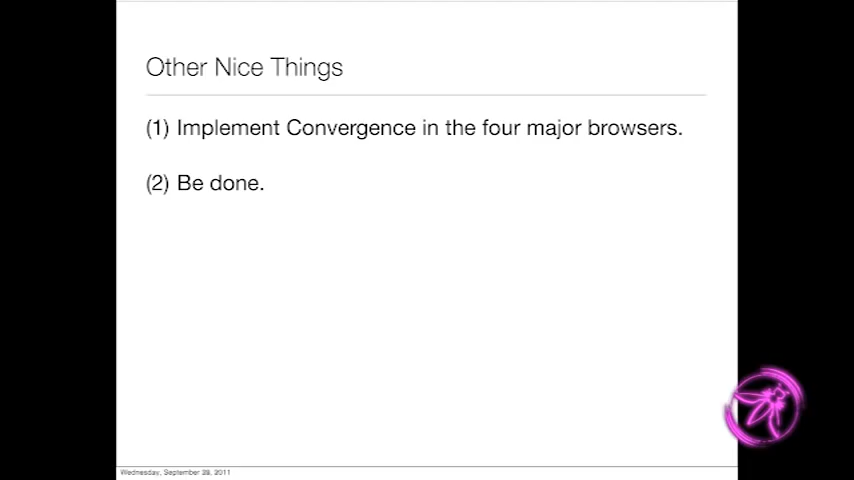 Other Nice Things
(1) Implement Convergence in the four major browsers.
(2) Be done.
Wednesday, September 28, 2011